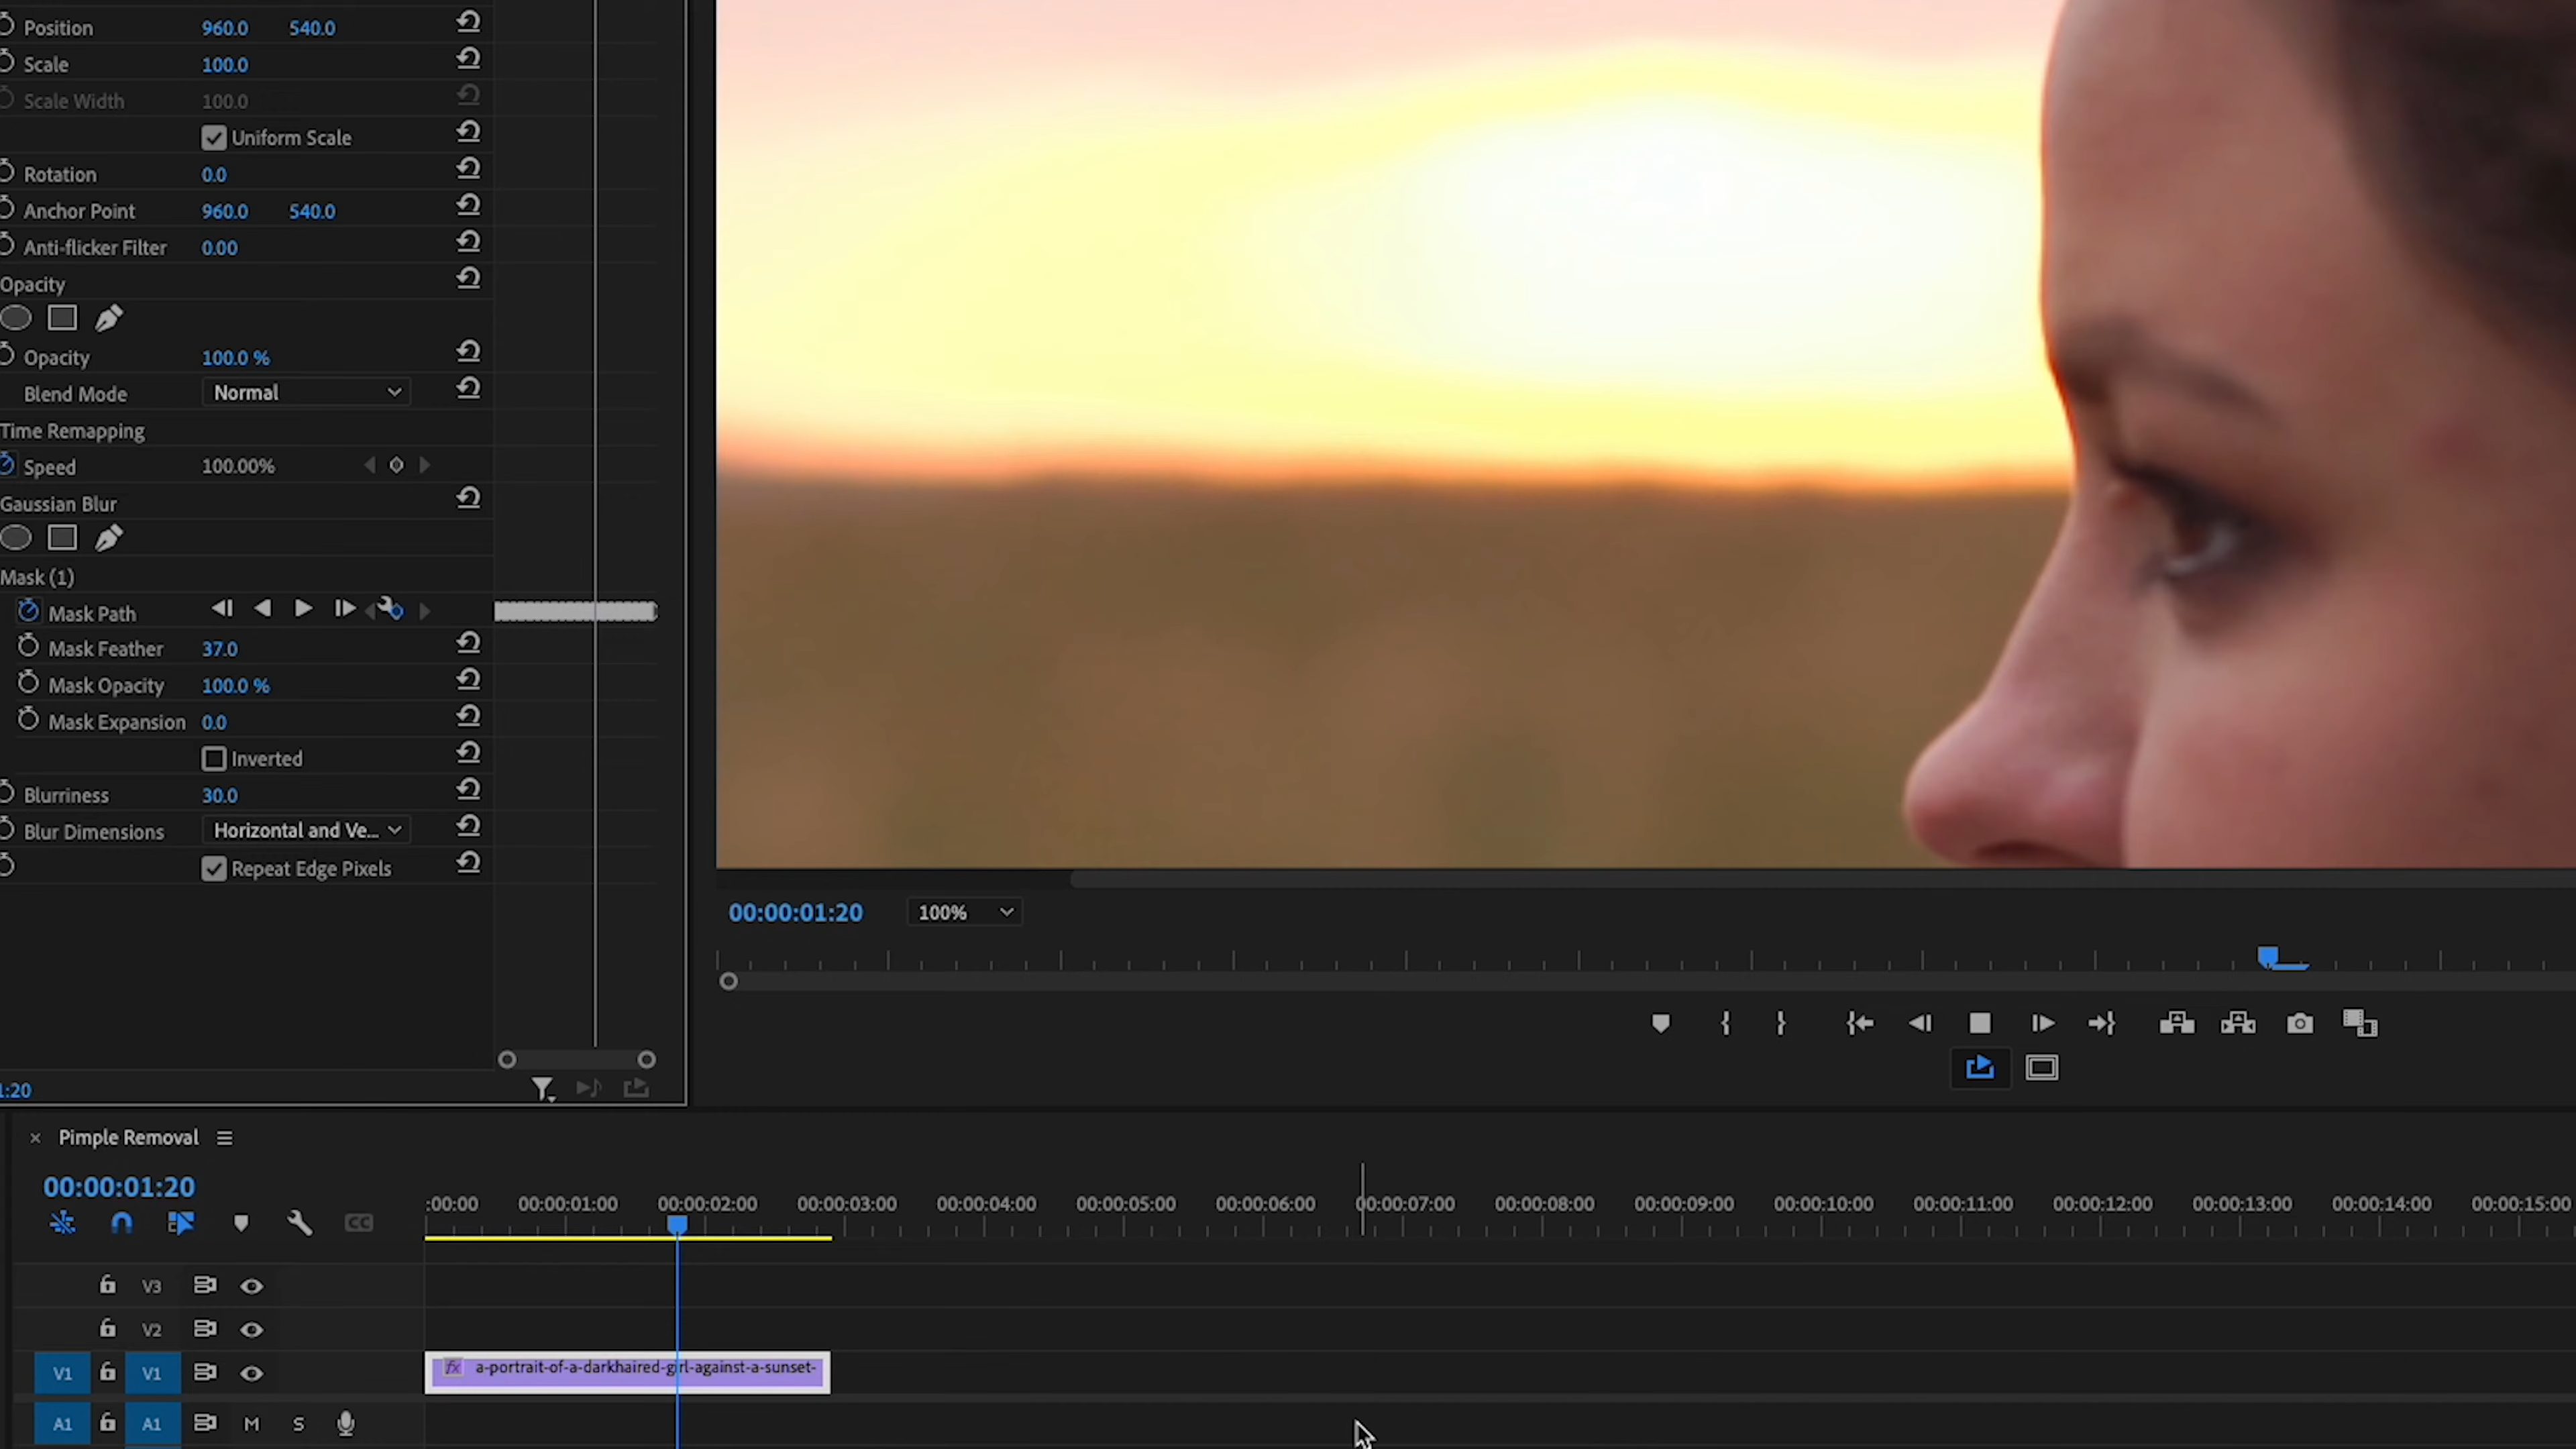 Position 960.0 540.0
Scale 100.0
Scale Width 100.0
Uniform Scale
Rotation 0.0
Anchor Point 960.0 540.0
Anti-flicker Filter 0.00
Opacity
Opacity 100.0 %
Blend Mode Normal
Time Remapping
Speed 100.00%
Gaussian Blur
Mask (1)
Mask Path
Mask Feather 37.0
Mask Opacity 100.0 %
Mask Expansion 0.0
Inverted
Blurriness 30.0
Blur Dimensions Horizontal and Ve...
Repeat Edge Pixels
00:00:01:20 100%
:20
× Pimple Removal
00:00:01:20
:00:00 00:00:01:00 00:00:02:00 00:00:03:00 00:00:04:00 00:00:05:00 00:00:06:00 00:00:07:00 00:00:08:00 00:00:09:00 00:00:10:00 00:00:11:00 00:00:12:00 00:00:13:00 00:00:14:00 00:00:15:00
CC
V3
V2
V1 V1 fx a-portrait-of-a-darkhaired-girl-against-a-sunset-
A1 A1 M S